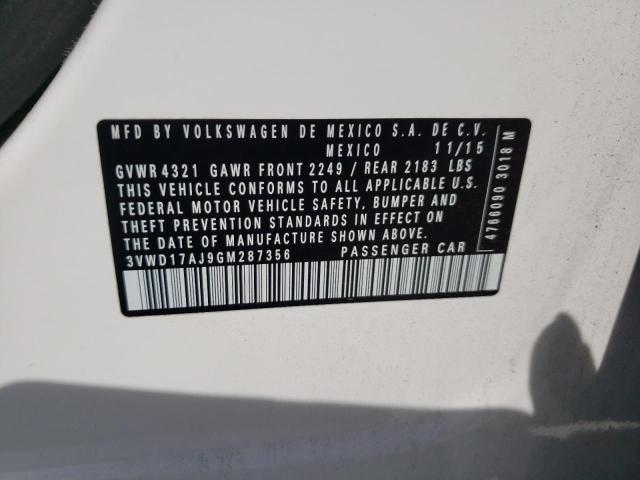 MFD BY VOLKSWAGEN DE MEXICO S.A. DE C.V.
MEXICO 11/15
GVWR 4321 GAWR FRONT 2249 / REAR 2183 LBS
THIS VEHICLE CONFORMS TO ALL APPLICABLE U.S.
FEDERAL MOTOR VEHICLE SAFETY, BUMPER AND
THEFT PREVENTION STANDARDS IN EFFECT ON
THE DATE OF MANUFACTURE SHOWN ABOVE.
3VWD17AJ9GM287356 PASSENGER CAR
4766090 3018 M